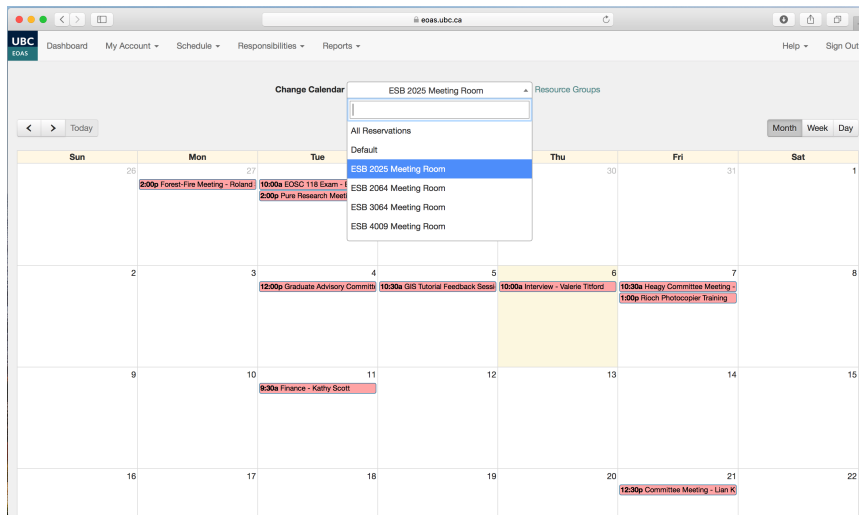 eoas.ubc.ca
UBC
EOAS
Dashboard My Account Schedule Responsibilities Reports Help Sign Out
Change Calendar ESB 2025 Meeting Room Resource Groups
All Reservations
Default
ESB 2025 Meeting Room
ESB 2064 Meeting Room
ESB 3064 Meeting Room
ESB 4009 Meeting Room
Today Month Week Day
Sun Mon Tue Thu Fri Sat
26 27 30 31 1
2:00p Forest-Fire Meeting - Roland 10:00a EOSC 118 Exam -
2:00p Pure Research
2 3 4 5 6 7 8
12:00p Graduate Advisory 10:30a GIS Tutorial Feedback 10:00a Interview - Valerie Titford 10:30a Heagy Committee Meeting -
1:00p Rioch Photocopier Training
9 10 11 12 13 14 15
9:30a Finance - Kathy Scott
16 17 18 19 20 21 22
12:30p Committee Meeting - Lian K